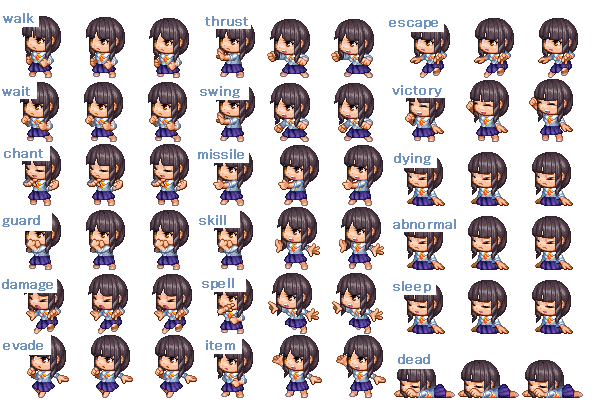 walk
thrust
escape
wait
swing
victory
chant
missile
dying
guard
skill
abnormal
damage
spell
sleep
evade
item
dead